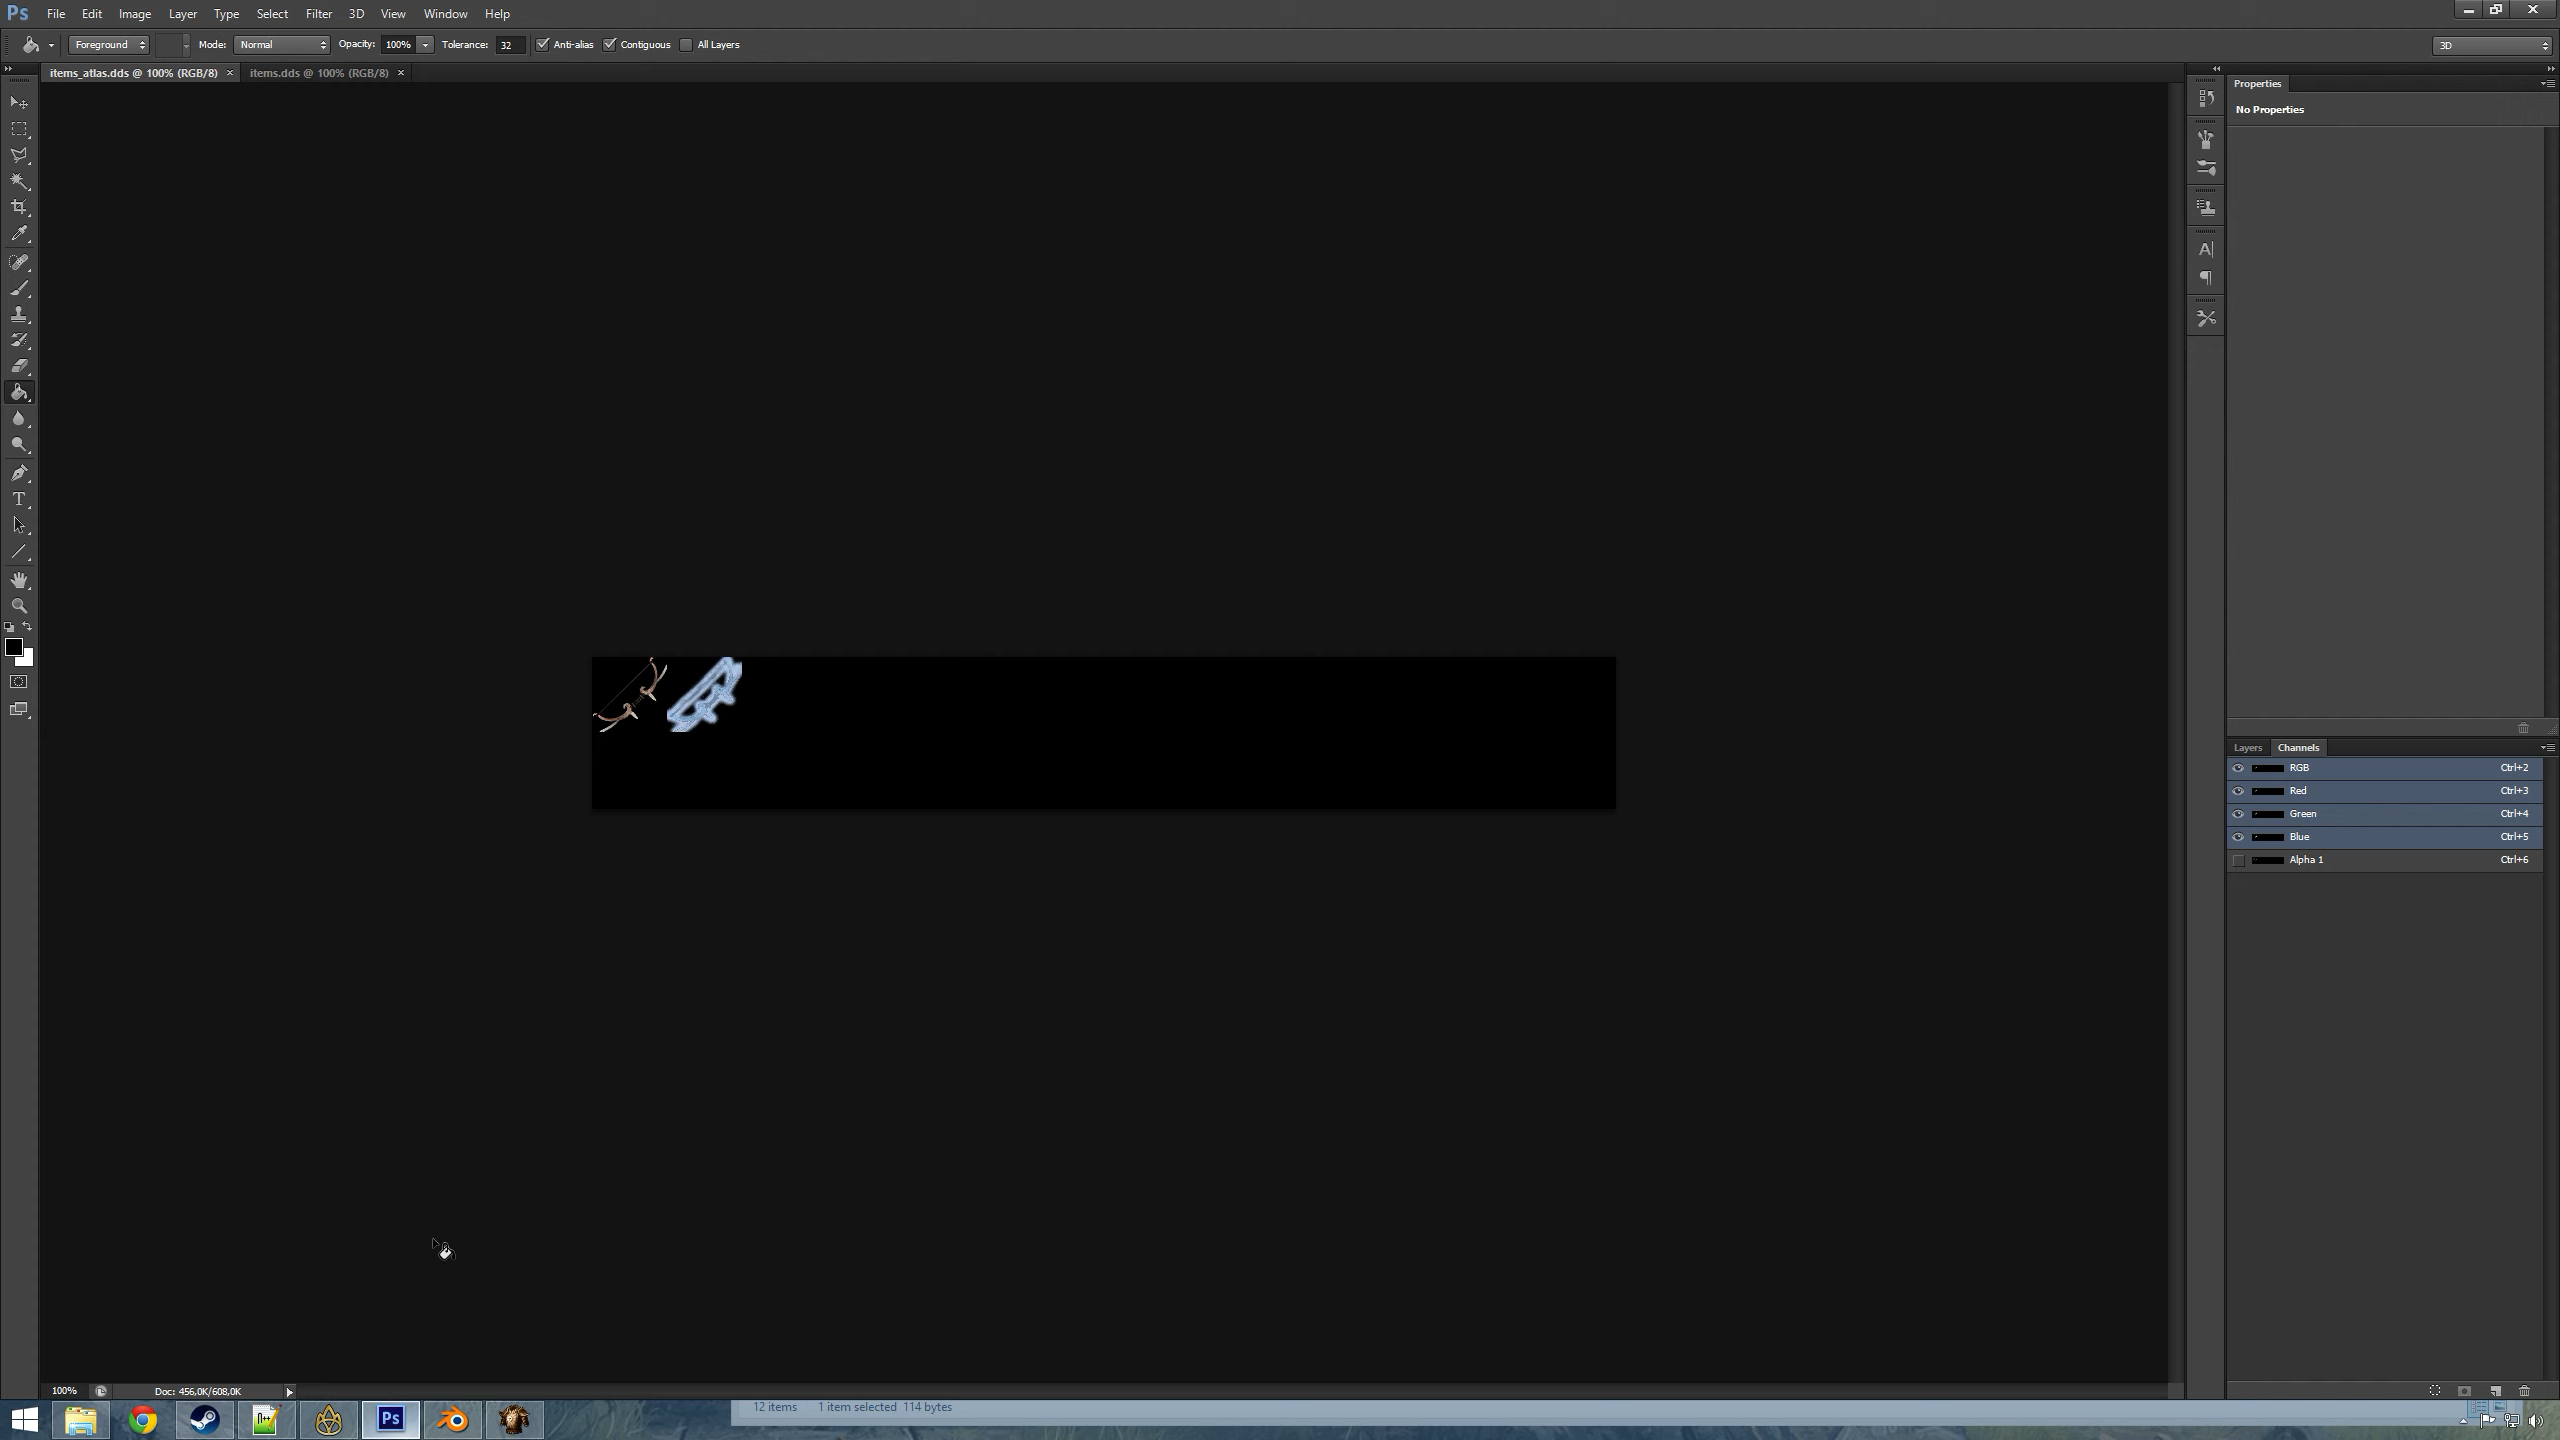 Ps File Edit Image Layer Type Select Filter 3D View Window Help
Foreground Mode: Normal Opacity: 100% Tolerance: 32 Anti-alias Contiguous All Layers 3D
items_atlas.dds @ 100% (RGB/8) × items.dds @ 100% (RGB/8) ×
Properties
No Properties
Layers Channels
RGB Ctrl+2
Red Ctrl+3
Green Ctrl+4
Blue Ctrl+5
Alpha 1 Ctrl+6
100% Doc: 456,0K/608,0K
Ps 12 items 1 item selected 114 bytes